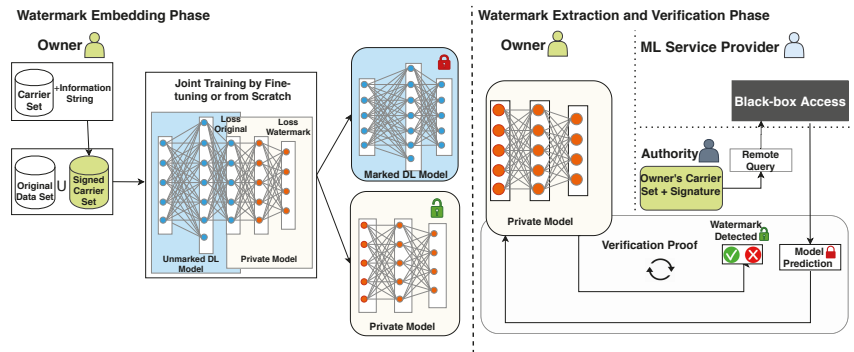 Watermark Embedding Phase
Owner
Carrier
Set
+Information
String
Original
Data Set
U
Signed
Carrier
Set
Joint Training by Fine-
tuning or from Scratch
Loss
Original
Loss
Watermark
Unmarked DL
Model
Private Model
Marked DL Model
Private Model
Watermark Extraction and Verification Phase
Owner
ML Service Provider
Private Model
Black-box Access
Authority
Remote
Query
Owner's Carrier
Set + Signature
Watermark
Detected
Verification Proof
Model
Prediction